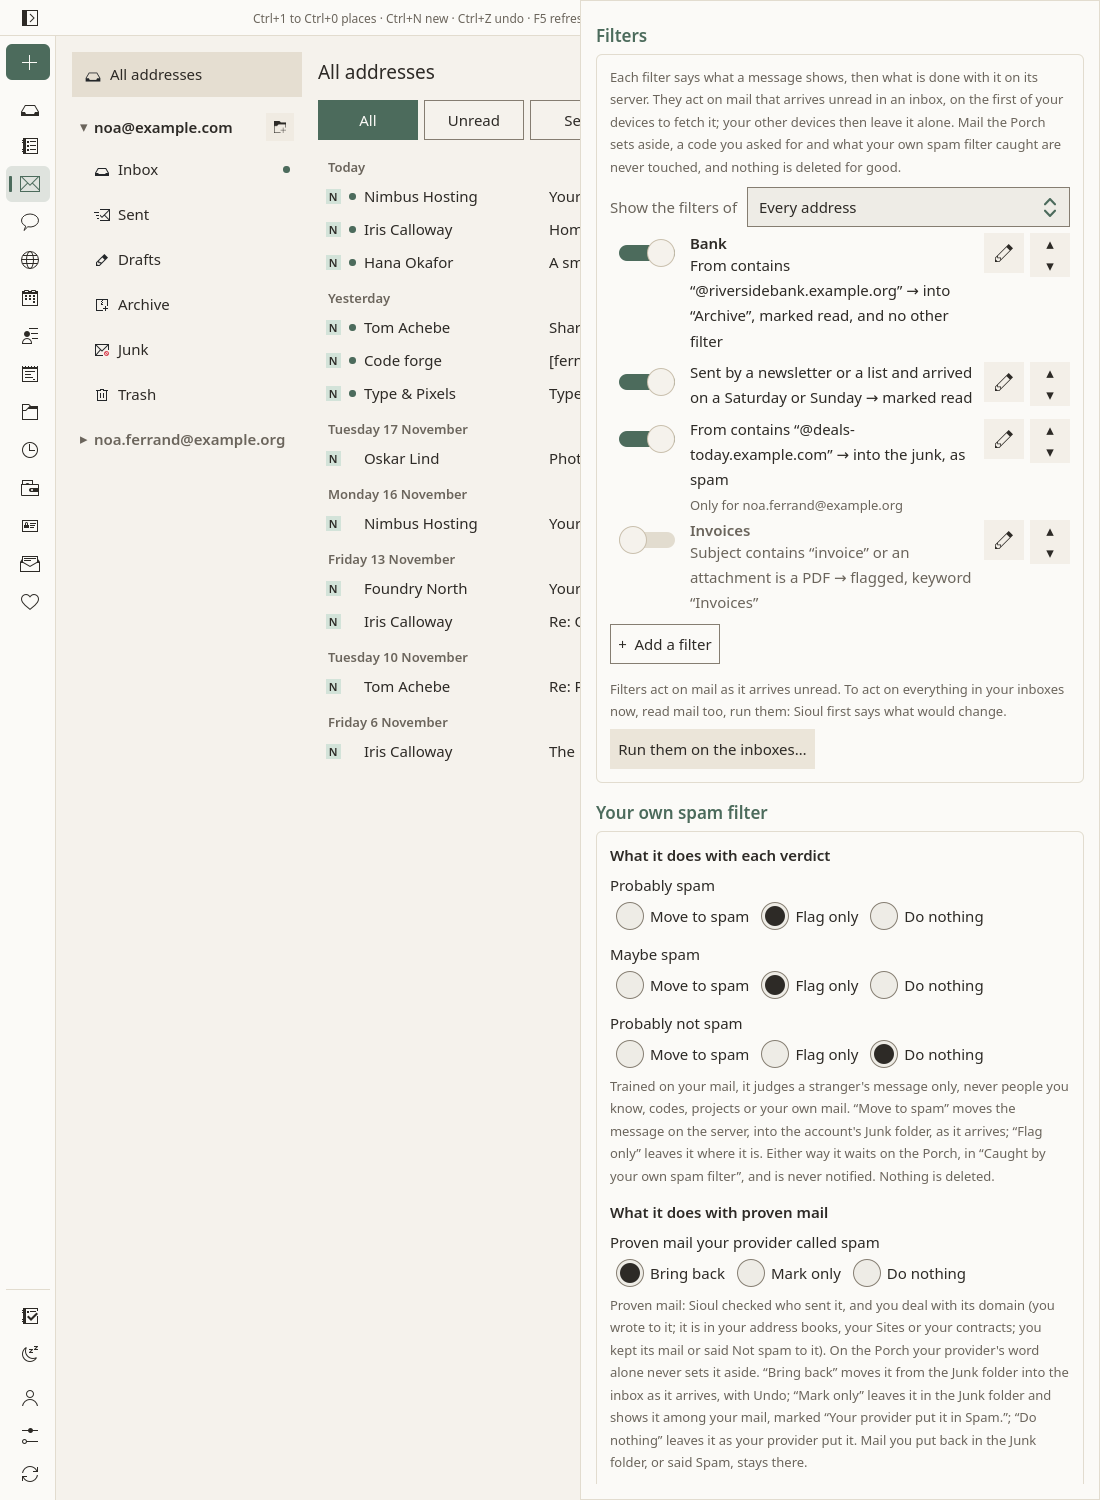 Ctrl+1 to Ctrl+0 places · Ctrl+N new · Ctrl+Z undo · F5 refres
All addresses
noa@example.com
Inbox
Sent
Drafts
Archive
Junk
Trash
noa.ferrand@example.org
All addresses
All
Unread
Se
Today
N Nimbus Hosting Your
N Iris Calloway Hom
N Hana Okafor A sm
Yesterday
N Tom Achebe Shar
N Code forge [fern
N Type & Pixels Type
Tuesday 17 November
N Oskar Lind Phot
Monday 16 November
N Nimbus Hosting Your
Friday 13 November
N Foundry North Your
N Iris Calloway Re: C
Tuesday 10 November
N Tom Achebe Re: F
Friday 6 November
N Iris Calloway The
Filters
Each filter says what a message shows, then what is done with it on its
server. They act on mail that arrives unread in an inbox, on the first of your
devices to fetch it; your other devices then leave it alone. Mail the Porch
sets aside, a code you asked for and what your own spam filter caught are
never touched, and nothing is deleted for good.
Show the filters of Every address
Bank
From contains
“@riversidebank.example.org” → into
“Archive”, marked read, and no other
filter
Sent by a newsletter or a list and arrived
on a Saturday or Sunday → marked read
From contains “@deals-
today.example.com” → into the junk, as
spam
Only for noa.ferrand@example.org
Invoices
Subject contains “invoice” or an
attachment is a PDF → flagged, keyword
“Invoices”
+ Add a filter
Filters act on mail as it arrives unread. To act on everything in your inboxes
now, read mail too, run them: Sioul first says what would change.
Run them on the inboxes…
Your own spam filter
What it does with each verdict
Probably spam
Move to spam Flag only Do nothing
Maybe spam
Move to spam Flag only Do nothing
Probably not spam
Move to spam Flag only Do nothing
Trained on your mail, it judges a stranger's message only, never people you
know, codes, projects or your own mail. “Move to spam” moves the
message on the server, into the account's Junk folder, as it arrives; “Flag
only” leaves it where it is. Either way it waits on the Porch, in “Caught by
your own spam filter”, and is never notified. Nothing is deleted.
What it does with proven mail
Proven mail your provider called spam
Bring back Mark only Do nothing
Proven mail: Sioul checked who sent it, and you deal with its domain (you
wrote to it; it is in your address books, your Sites or your contracts; you
kept its mail or said Not spam to it). On the Porch your provider's word
alone never sets it aside. “Bring back” moves it from the Junk folder into the
inbox as it arrives, with Undo; “Mark only” leaves it in the Junk folder and
shows it among your mail, marked “Your provider put it in Spam.”; “Do
nothing” leaves it as your provider put it. Mail you put back in the Junk
folder, or said Spam, stays there.